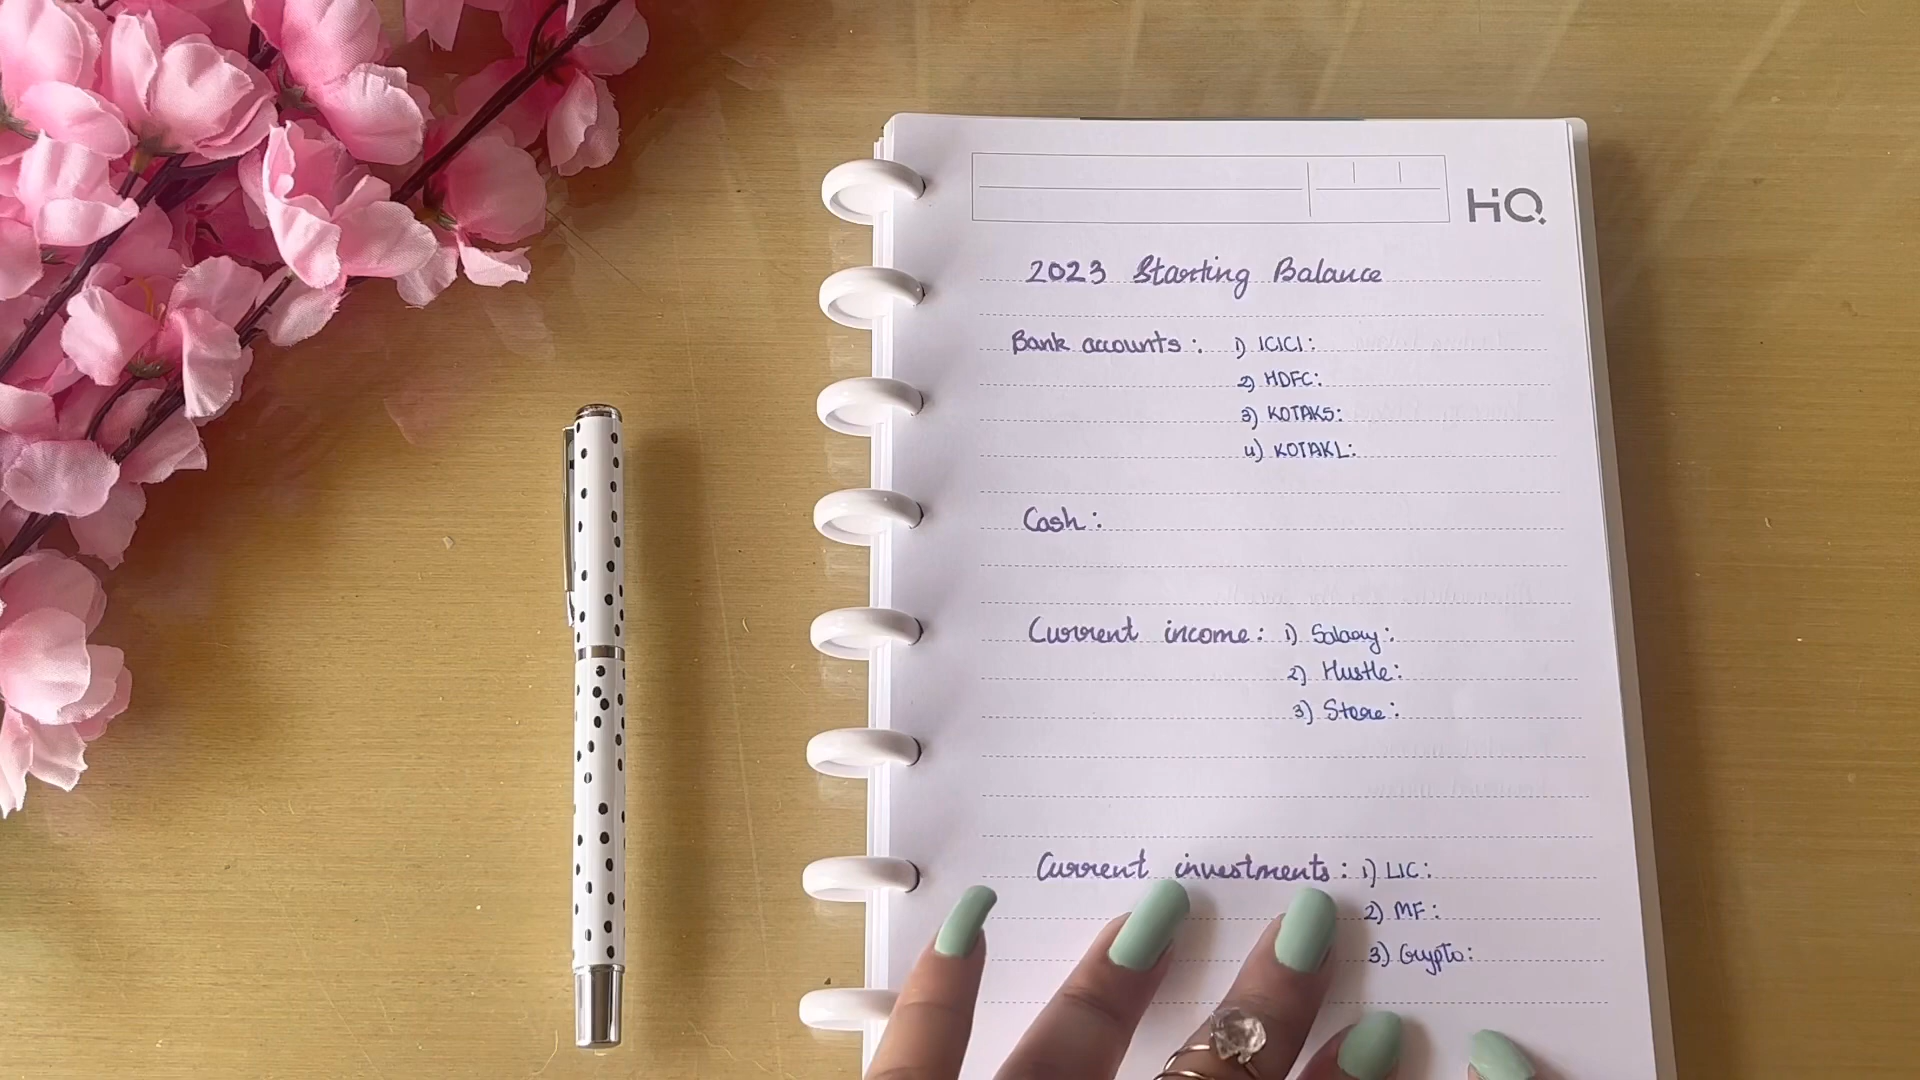 HQ
2023 Starting Balance
Bank accounts: 1) ICICI:
2) HDFC:
3) KOTAKS:
4) KOTAKL:
Cash:
Current income: 1) Salary:
2) Hustle:
3) Store:
Current investments: 1) LIC:
2) MF:
3) Crypto: